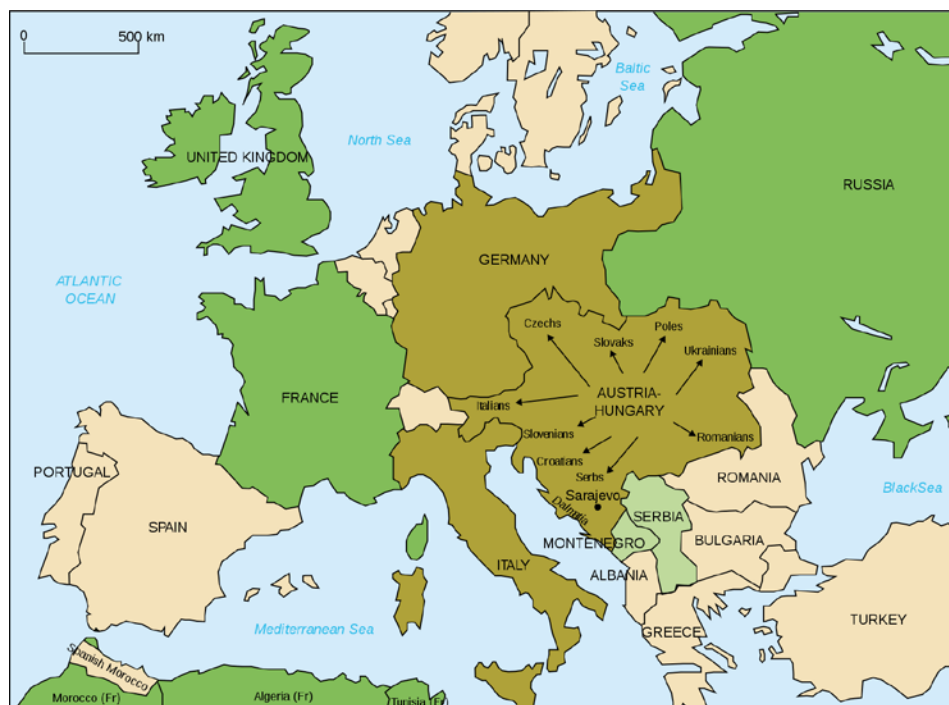 0
500 km
Baltic
Sea
North Sea
UNITED KINGDOM
RUSSIA
GERMANY
ATLANTIC
OCEAN
Czechs
Slovaks
Poles
Ukrainians
FRANCE
AUSTRIA-
HUNGARY
Italians
Slovenians
Romanians
Croatians
Serbs
PORTUGAL
SPAIN
Sarajevo
Dalmatia
ROMANIA
BlackSea
SERBIA
MONTENEGRO
BULGARIA
ITALY
ALBANIA
TURKEY
GREECE
Mediterranean Sea
Spanish Morocco
Morocco (Fr)
Algeria (Fr)
Tunisia (Fr)